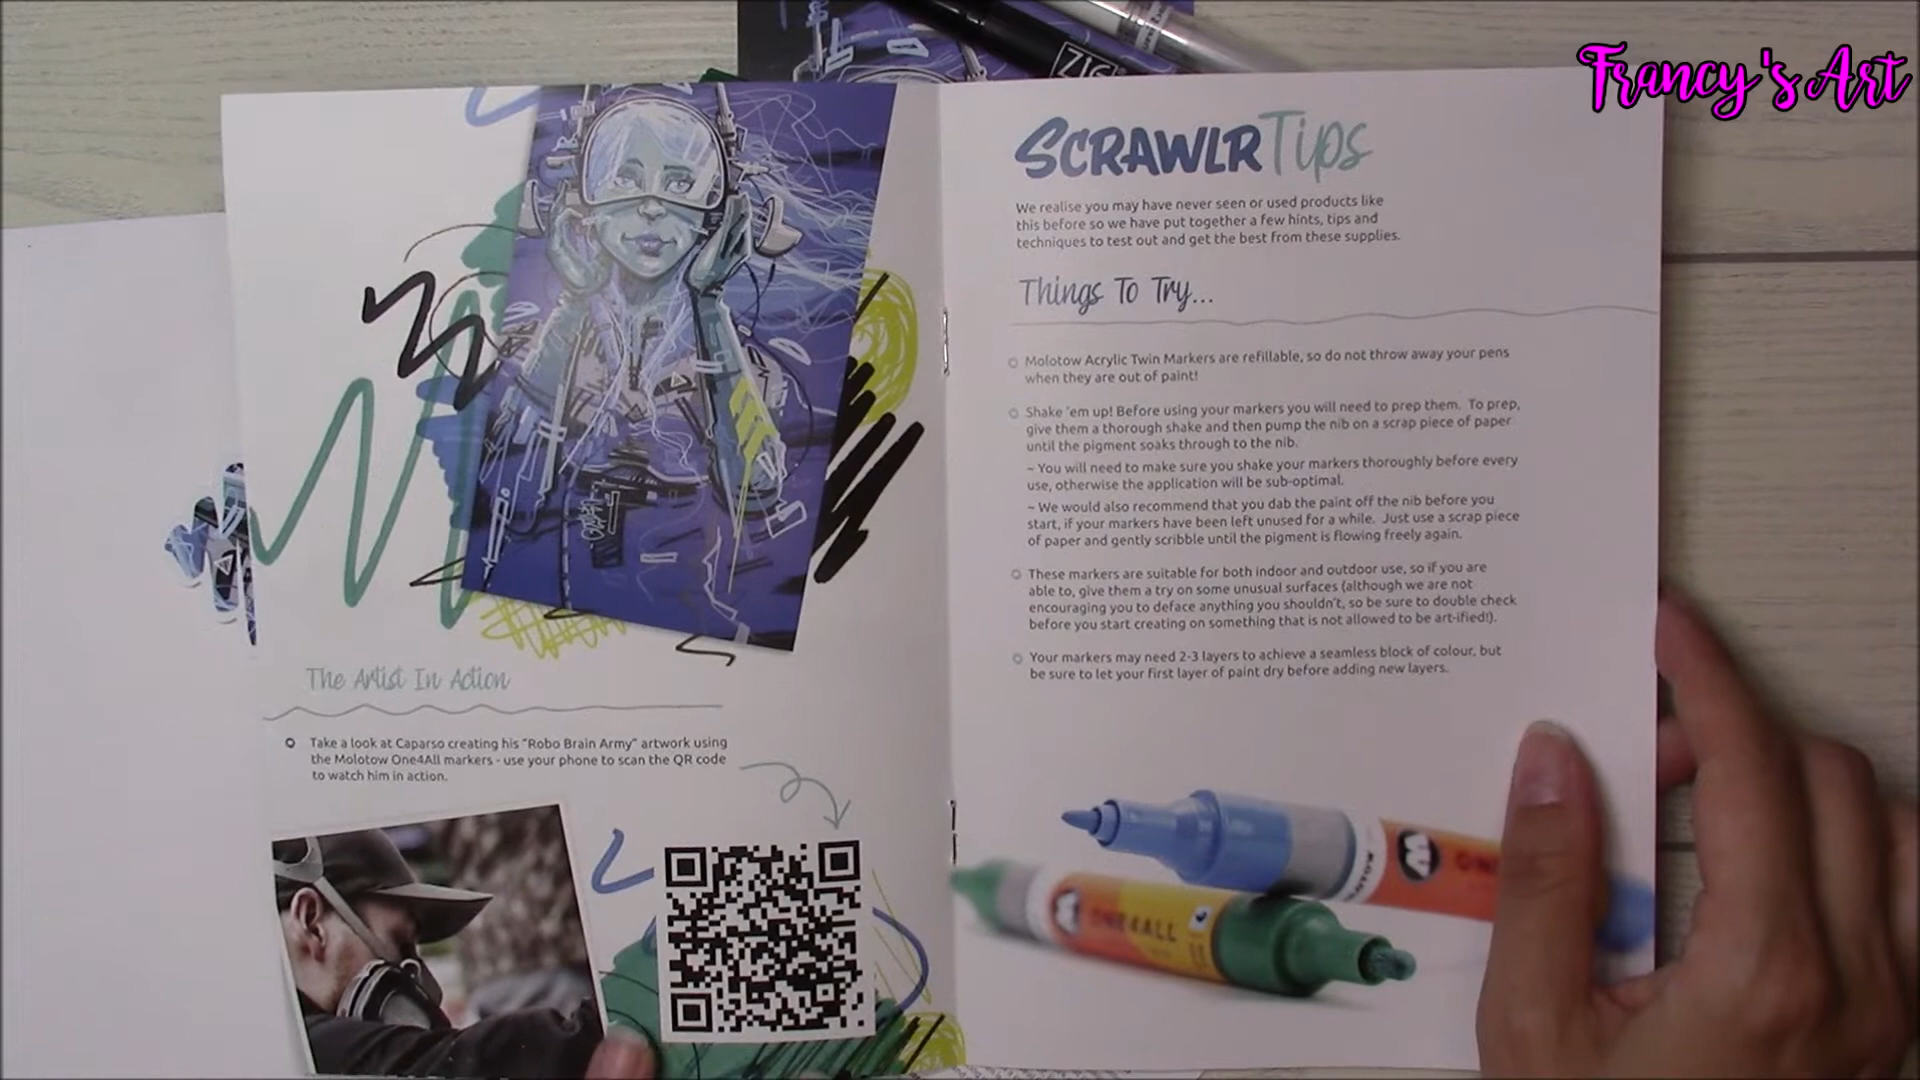 Francy's Art
ZIG
The Artist In Action
Take a look at Caparso creating his "Robo Brain Army" artwork using
the Molotow One4All markers - use your phone to scan the QR code
to watch him in action.
SCRAWLR Tips
We realise you may have never seen or used products like
this before so we have put together a few hints, tips and
techniques to test out and get the best from these supplies.
Things To Try...
Molotow Acrylic Twin Markers are refillable, so do not throw away your pens
when they are out of paint!
Shake 'em up! Before using your markers you will need to prep them. To prep,
give them a thorough shake and then pump the nib on a scrap piece of paper
until the pigment soaks through to the nib.
~ You will need to make sure you shake your markers thoroughly before every
use, otherwise the application will be sub-optimal.
~ We would also recommend that you dab the paint off the nib before you
start, if your markers have been left unused for a while. Just use a scrap piece
of paper and gently scribble until the pigment is flowing freely again.
These markers are suitable for both indoor and outdoor use, so if you are
able to, give them a try on some unusual surfaces (although we are not
encouraging you to deface anything you shouldn't, so be sure to double check
before you start creating on something that is not allowed to be art-ified!).
Your markers may need 2-3 layers to achieve a seamless block of colour, but
be sure to let your first layer of paint dry before adding new layers.
ONE4ALL